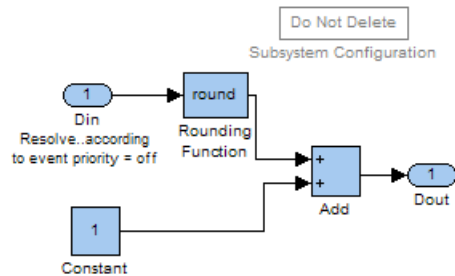 Do Not Delete
Subsystem Configuration
1
Din
Resolve..according
to event priority = off
round
Rounding
Function
+
+
Add
1
Dout
1
Constant